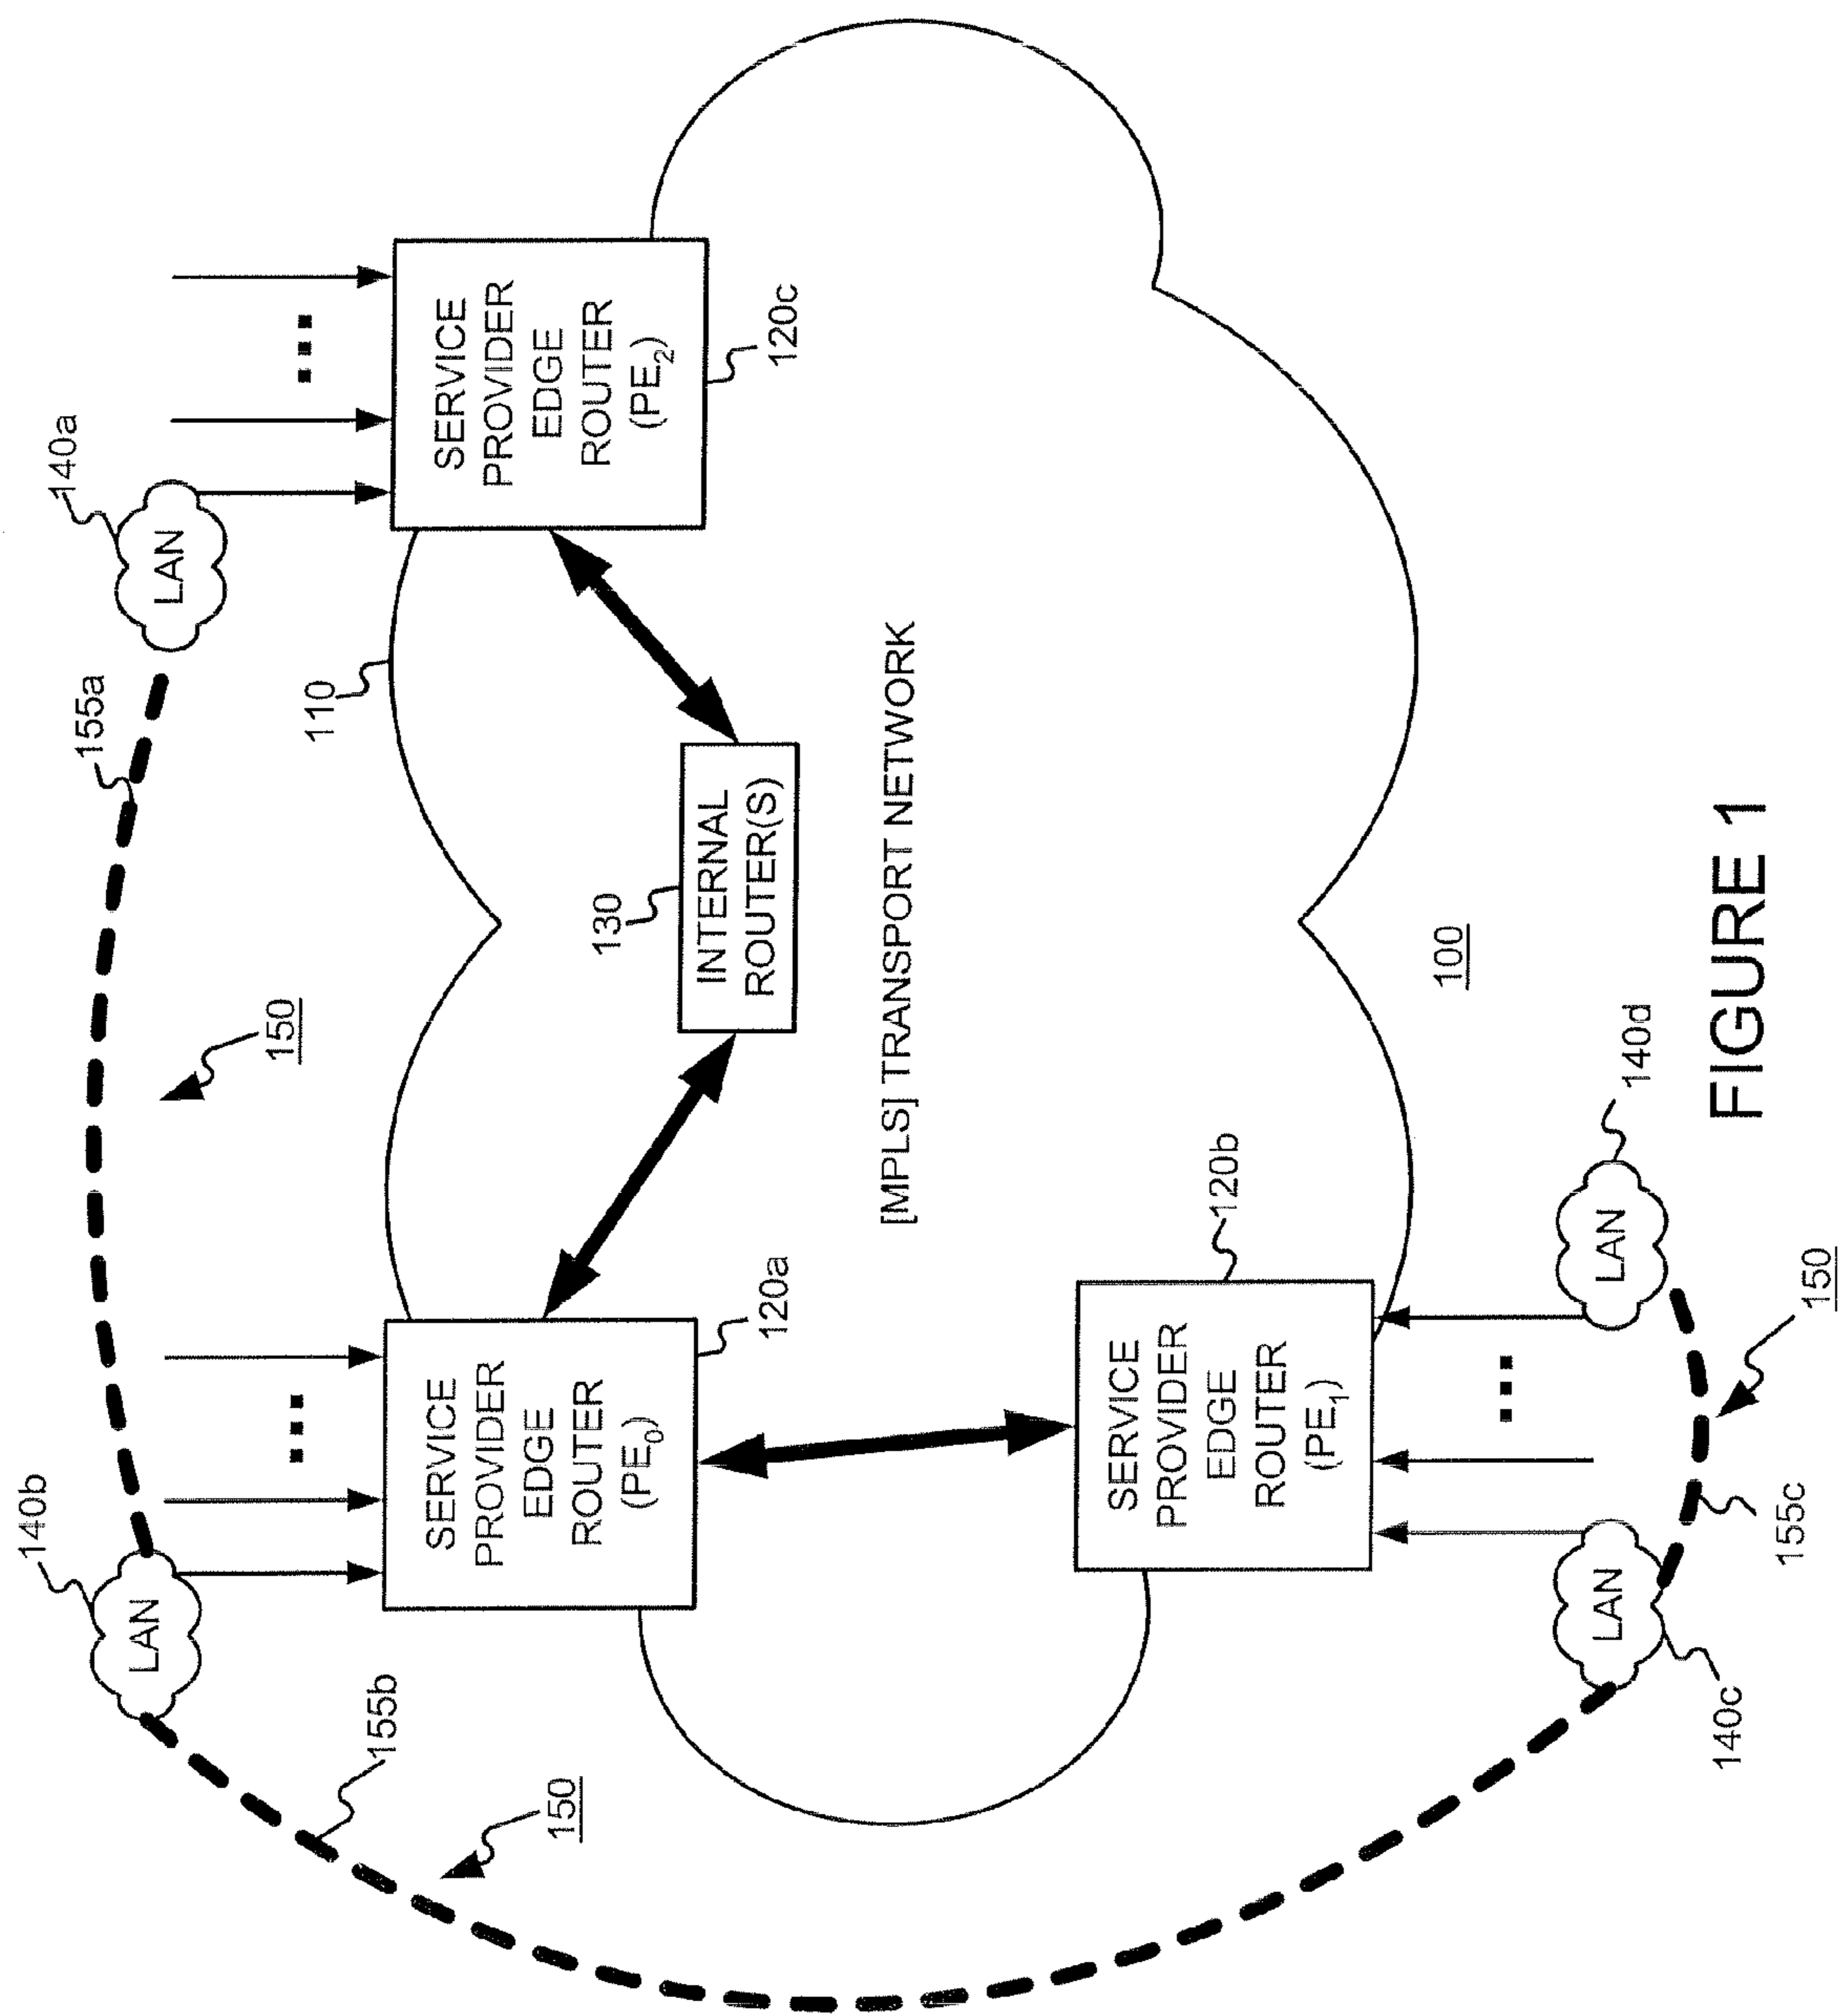 140b
LAN
155b
150
SERVICE
PROVIDER
EDGE
ROUTER
(PE₀)
120a
150
155a
140a
LAN
110
SERVICE
PROVIDER
EDGE
ROUTER
(PE₂)
120c
130
INTERNAL
ROUTER(S)
[MPLS] TRANSPORT NETWORK
SERVICE
PROVIDER
EDGE
ROUTER
(PE₁)
120b
100
LAN
140c
LAN
140d
155c
150
FIGURE 1